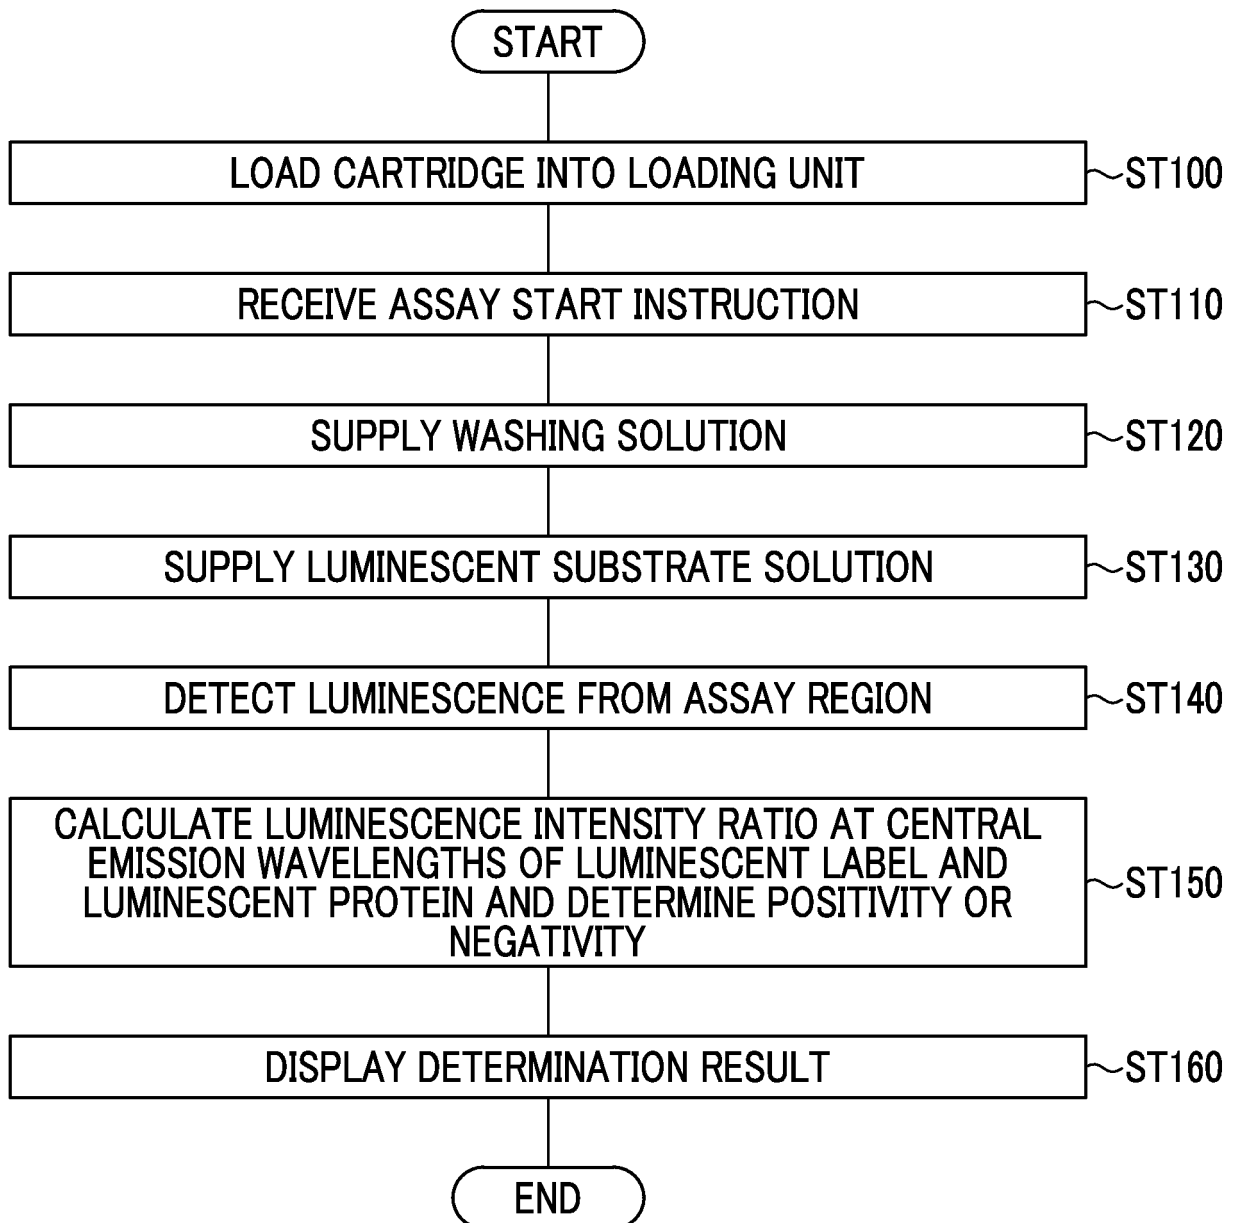 START
LOAD CARTRIDGE INTO LOADING UNIT
ST100
RECEIVE ASSAY START INSTRUCTION
ST110
SUPPLY WASHING SOLUTION
ST120
SUPPLY LUMINESCENT SUBSTRATE SOLUTION
ST130
DETECT LUMINESCENCE FROM ASSAY REGION
ST140
CALCULATE LUMINESCENCE INTENSITY RATIO AT CENTRAL
EMISSION WAVELENGTHS OF LUMINESCENT LABEL AND
LUMINESCENT PROTEIN AND DETERMINE POSITIVITY OR
NEGATIVITY
ST150
DISPLAY DETERMINATION RESULT
ST160
END